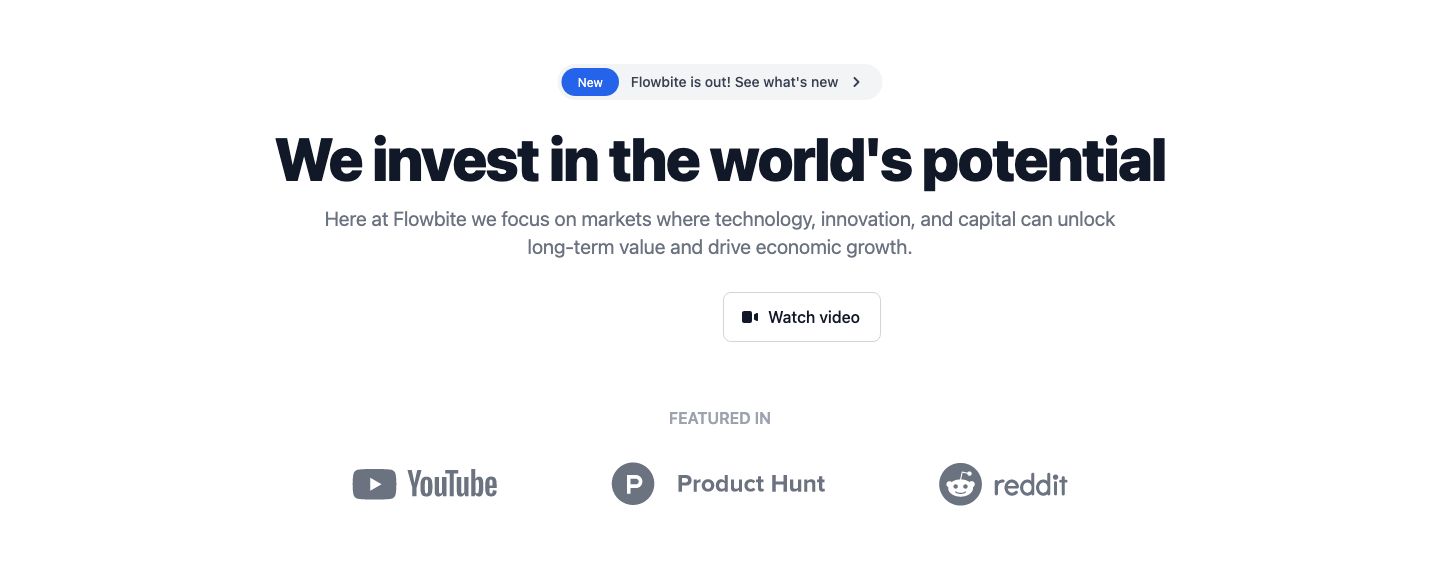 New Flowbite is out! See what's new
We invest in the world's potential
Here at Flowbite we focus on markets where technology, innovation, and capital can unlock
long-term value and drive economic growth.
Watch video
FEATURED IN
YouTube P Product Hunt reddit